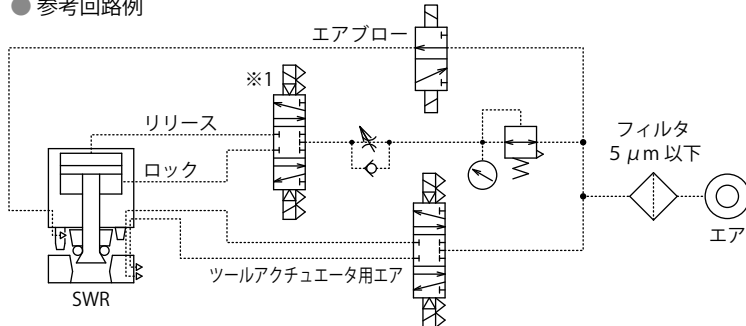 ● 参考回路例
エアブロー
※1
リリース
ロック
フィルタ
5 μm 以下
エア
ツールアクチュエータ用エア
SWR